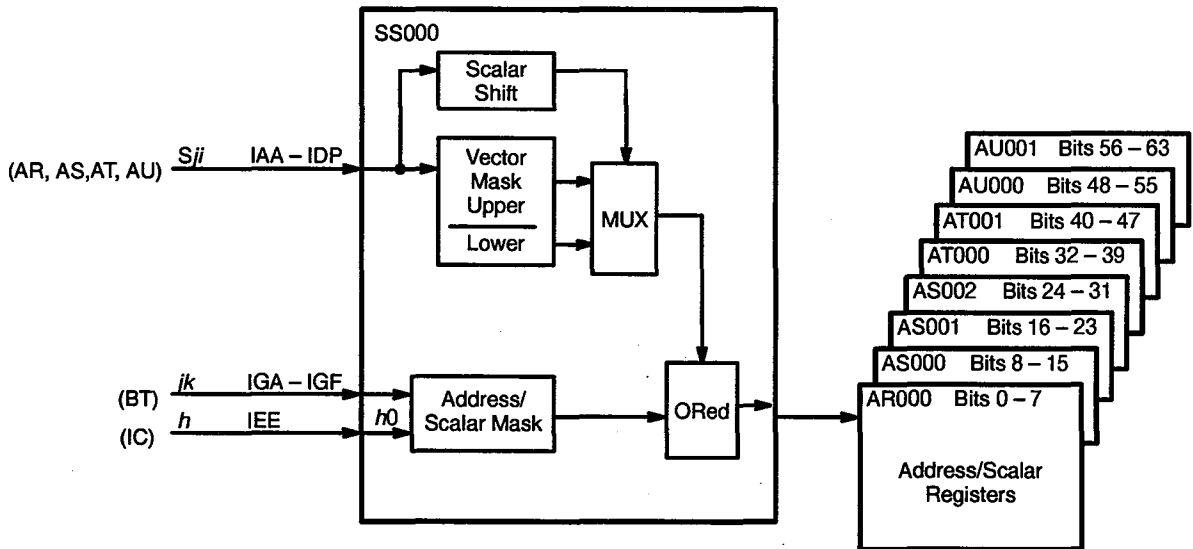 SS000
Scalar
Shift
(AR, AS,AT, AU)
Sji
IAA – IDP
Vector
Mask
Upper
Lower
MUX
(BT)
jk
IGA – IGF
(IC)
h
IEE
h0
Address/
Scalar Mask
ORed
AU001 Bits 56 – 63
AU000 Bits 48 – 55
AT001 Bits 40 – 47
AT000 Bits 32 – 39
AS002 Bits 24 – 31
AS001 Bits 16 – 23
AS000 Bits 8 – 15
AR000 Bits 0 – 7
Address/Scalar
Registers